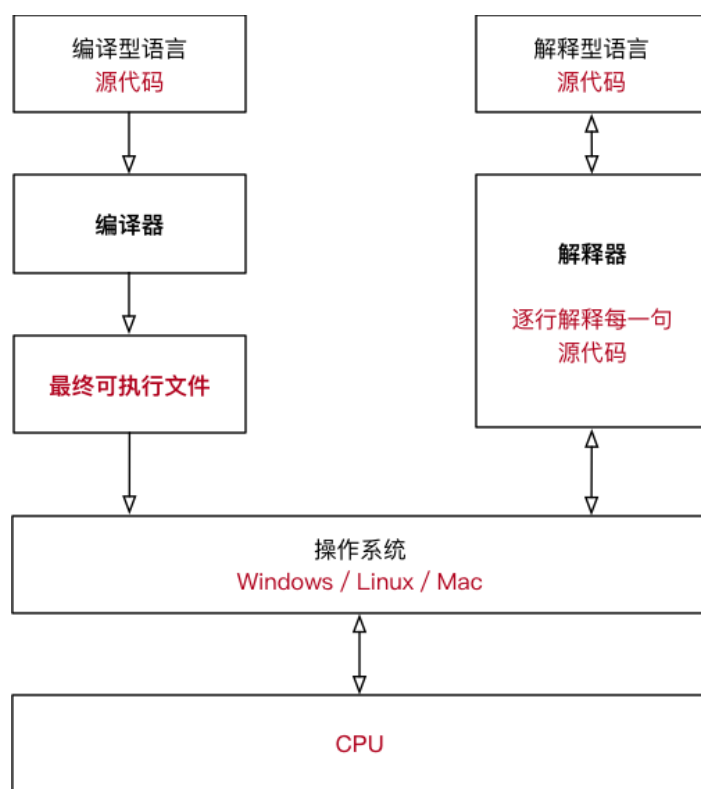 编译型语言
源代码
编译器
最终可执行文件
解释型语言
源代码
解释器
逐行解释每一句
源代码
操作系统
Windows / Linux / Mac
CPU